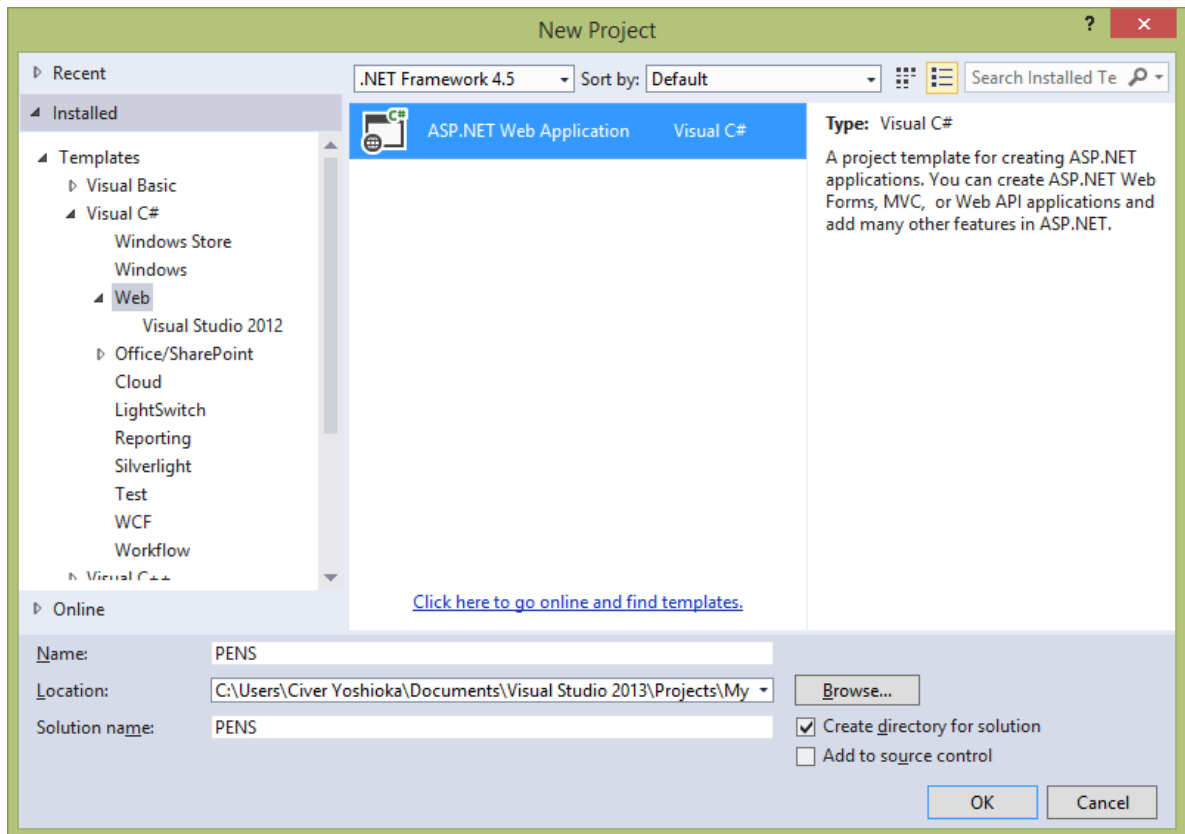 New Project
?
Recent
.NET Framework 4.5
Sort by:
Default
Search Installed Te
Installed
Templates
Visual Basic
Visual C#
Windows Store
Windows
Web
Visual Studio 2012
Office/SharePoint
Cloud
LightSwitch
Reporting
Silverlight
Test
WCF
Workflow
Visual C++
Online
C#
ASP.NET Web Application
Visual C#
Click here to go online and find templates.
Type: Visual C#
A project template for creating ASP.NET
applications. You can create ASP.NET Web
Forms, MVC, or Web API applications and
add many other features in ASP.NET.
Name:
PENS
Location:
C:\Users\Civer Yoshioka\Documents\Visual Studio 2013\Projects\My
Browse...
Solution name:
PENS
Create directory for solution
Add to source control
OK
Cancel